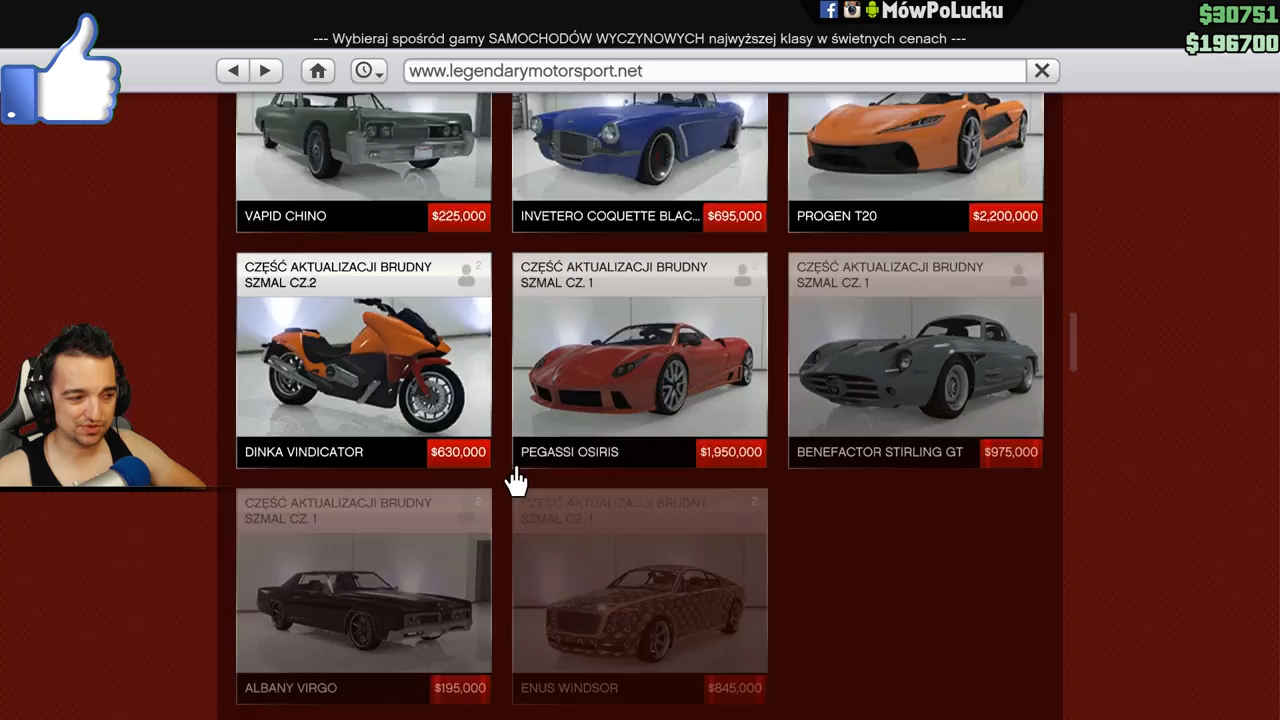 MówPoLucku
$30751
--- Wybieraj spośród gamy SAMOCHODÓW WYCZYNOWYCH najwyższej klasy w świetnych cenach ---
$196700
www.legendarymotorsport.net
VAPID CHINO
$225,000
INVETERO COQUETTE BLAC...
$695,000
PROGEN T20
$2,200,000
CZĘŚĆ AKTUALIZACJI BRUDNY
SZMAL CZ.2
2
CZĘŚĆ AKTUALIZACJI BRUDNY
SZMAL CZ. 1
CZĘŚĆ AKTUALIZACJI BRUDNY
SZMAL CZ. 1
DINKA VINDICATOR
$630,000
PEGASSI OSIRIS
$1,950,000
BENEFACTOR STIRLING GT
$975,000
CZĘŚĆ AKTUALIZACJI BRUDNY
SZMAL CZ. 1
2
CZĘŚĆ AKTUALIZACJI BRUDNY
SZMAL CZ. 1
2
ALBANY VIRGO
$195,000
ENUS WINDSOR
$845,000